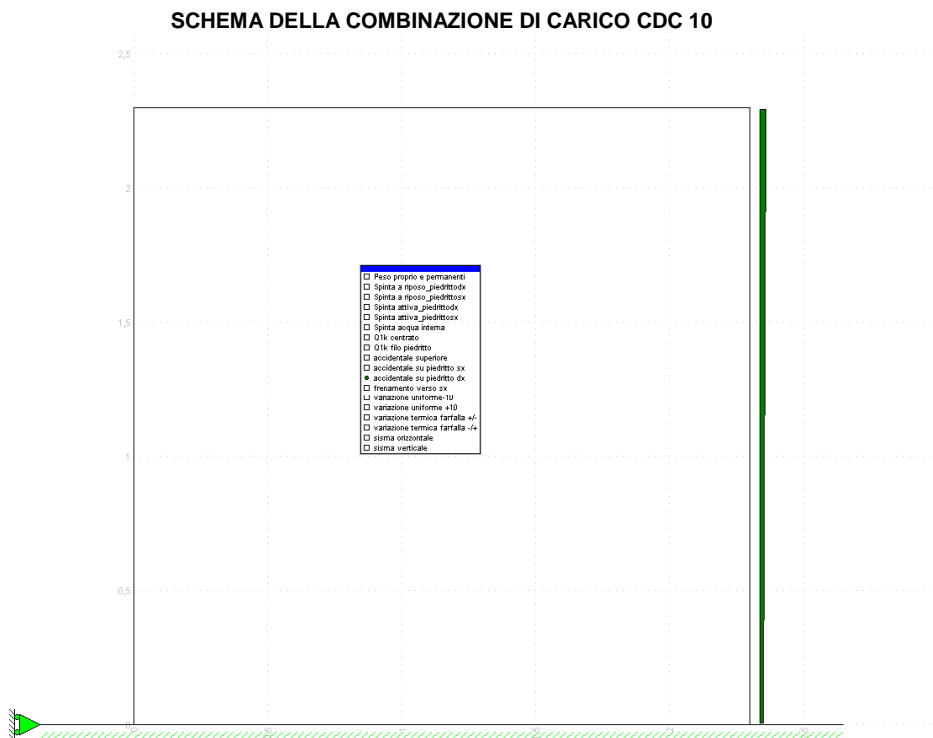 SCHEMA DELLA COMBINAZIONE DI CARICO CDC 10
2,5
2
1,5
1
0,5
0
Peso proprio e permanenti
Spinta a riposo_piedrittodx
Spinta a riposo_piedrittosx
Spinta attiva_piedrittodx
Spinta attiva_piedrittosx
Spinta acqua interna
Q1k centrato
Q1k filo piedritto
accidentale superiore
accidentale su piedritto sx
accidentale su piedritto dx
frenamento verso sx
variazione uniforme-10
variazione uniforme +10
variazione termica farfalla +/-
variazione termica farfalla -/+
sisma orizzontale
sisma verticale